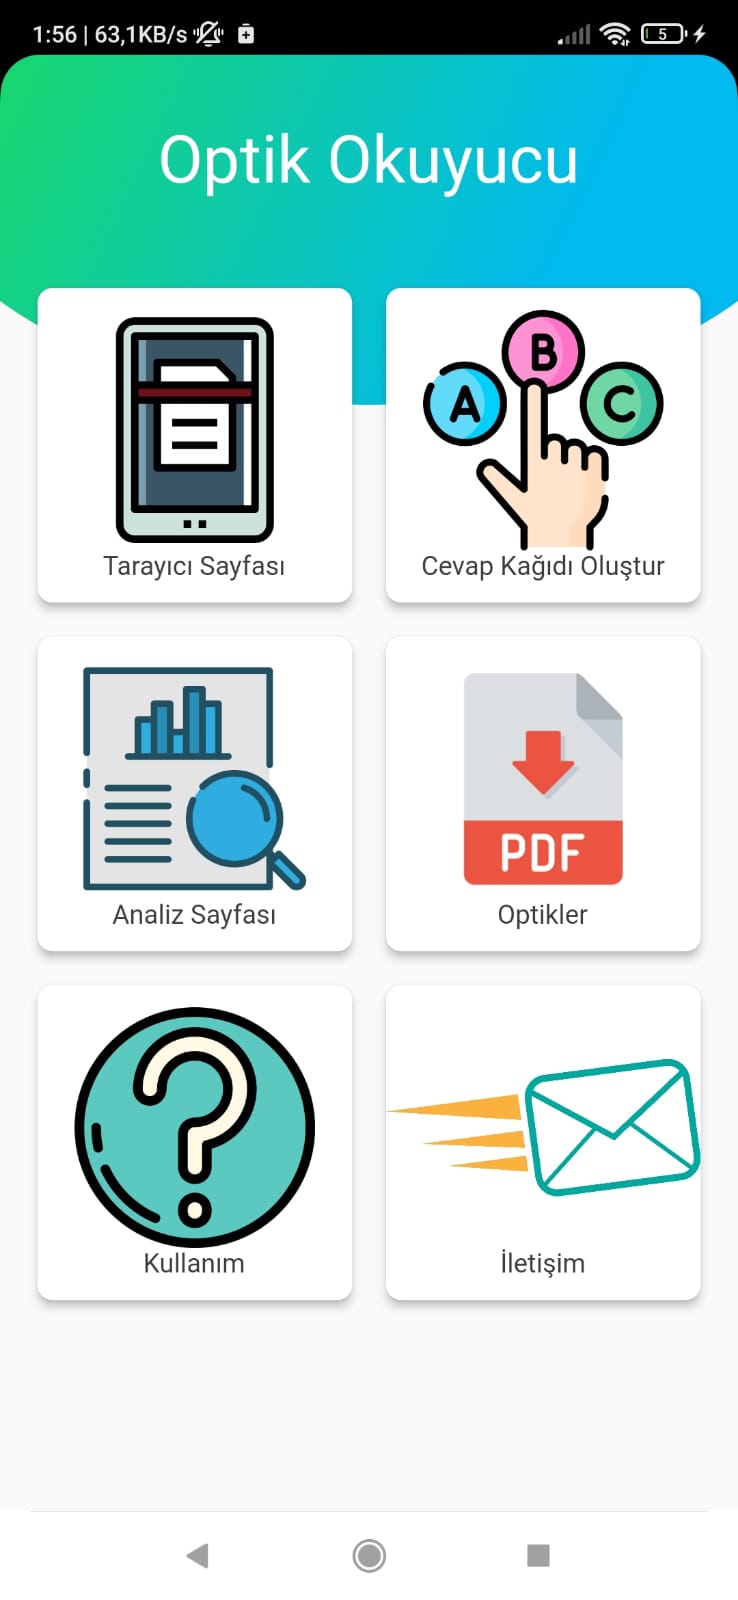 1:56 | 63,1KB/s
5
Optik Okuyucu
A
B
C
Tarayıcı Sayfası
Cevap Kağıdı Oluştur
PDF
Analiz Sayfası
Optikler
Kullanım
İletişim